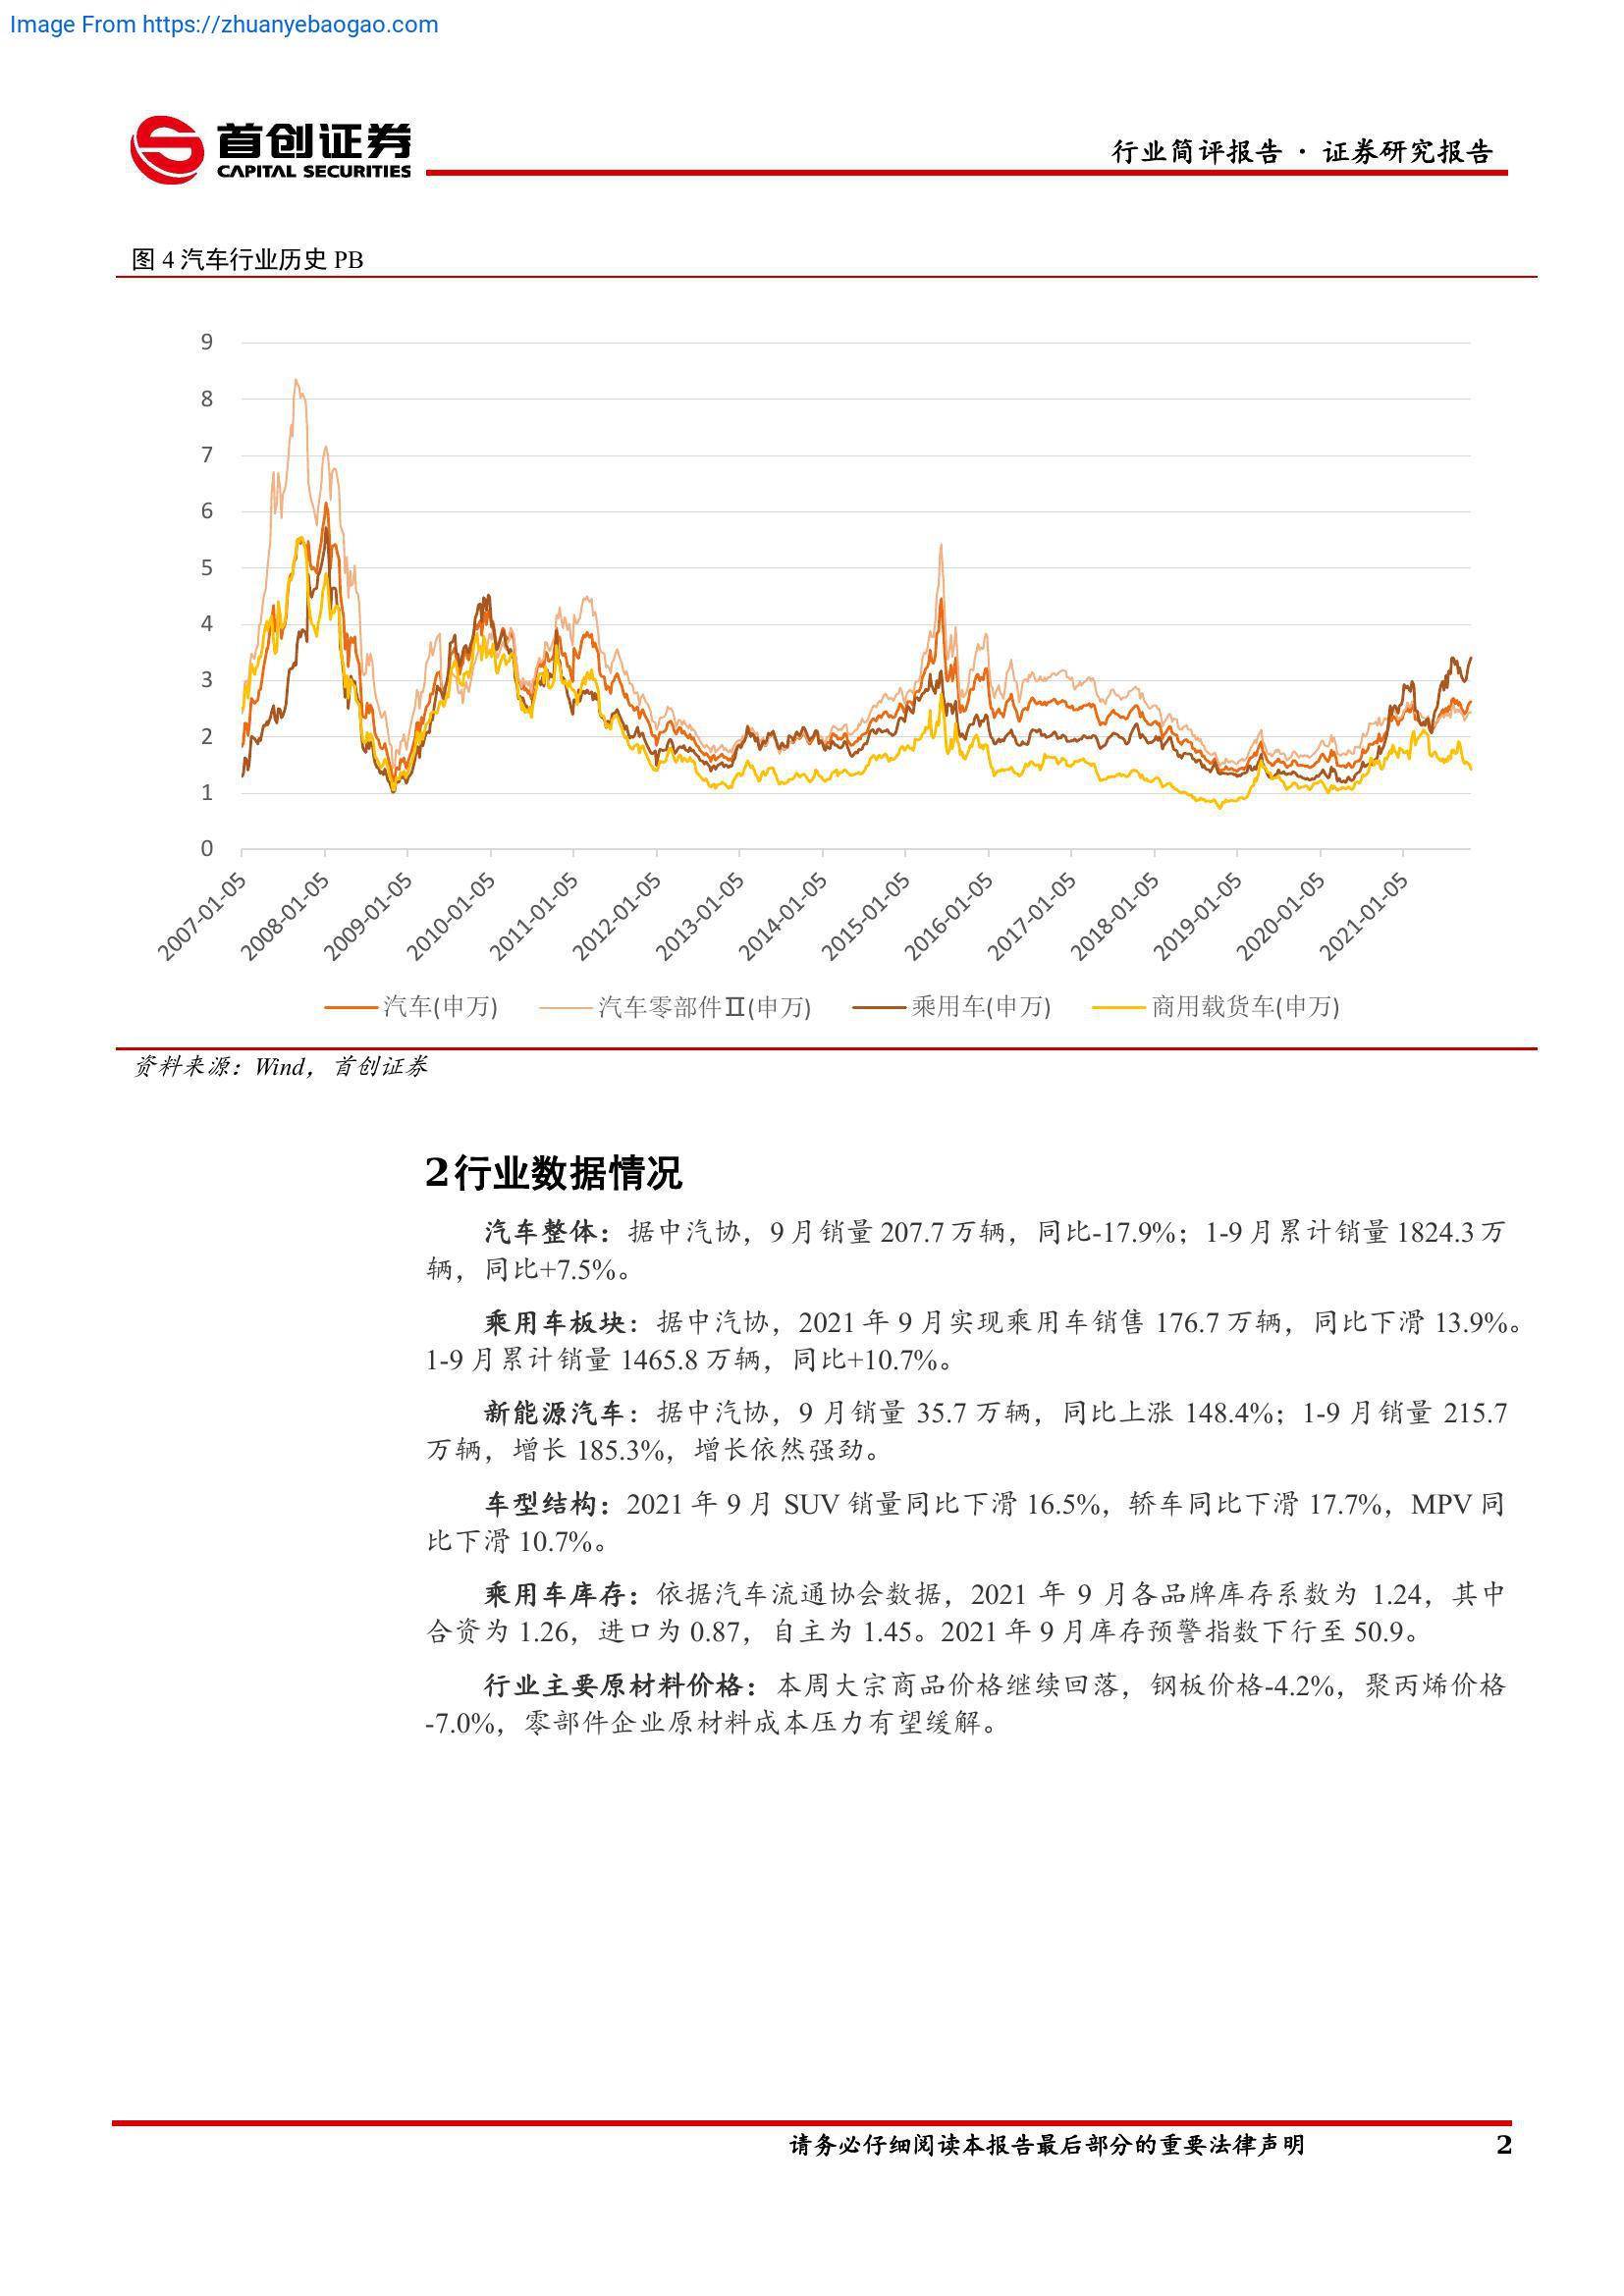 Image From https://zhuanyebaogao.com
首创证券
CAPITAL SECURITIES
行业简评报告 · 证券研究报告
图 4 汽车行业历史 PB
9
8
7
6
5
4
3
2
1
0
2007-01-05
2008-01-05
2009-01-05
2010-01-05
2011-01-05
2012-01-05
2013-01-05
2014-01-05
2015-01-05
2016-01-05
2017-01-05
2018-01-05
2019-01-05
2020-01-05
2021-01-05
汽车(申万) 汽车零部件Ⅱ(申万) 乘用车(申万) 商用载货车(申万)
资料来源：Wind，首创证券
2 行业数据情况
汽车整体：据中汽协，9 月销量 207.7 万辆，同比-17.9%；1-9 月累计销量 1824.3 万
辆，同比+7.5%。
乘用车板块：据中汽协，2021 年 9 月实现乘用车销售 176.7 万辆，同比下滑 13.9%。
1-9 月累计销量 1465.8 万辆，同比+10.7%。
新能源汽车：据中汽协，9 月销量 35.7 万辆，同比上涨 148.4%；1-9 月销量 215.7
万辆，增长 185.3%，增长依然强劲。
车型结构：2021 年 9 月 SUV 销量同比下滑 16.5%，轿车同比下滑 17.7%，MPV 同
比下滑 10.7%。
乘用车库存：依据汽车流通协会数据，2021 年 9 月各品牌库存系数为 1.24，其中
合资为 1.26，进口为 0.87，自主为 1.45。2021 年 9 月库存预警指数下行至 50.9。
行业主要原材料价格：本周大宗商品价格继续回落，钢板价格-4.2%，聚丙烯价格
-7.0%，零部件企业原材料成本压力有望缓解。
请务必仔细阅读本报告最后部分的重要法律声明 2